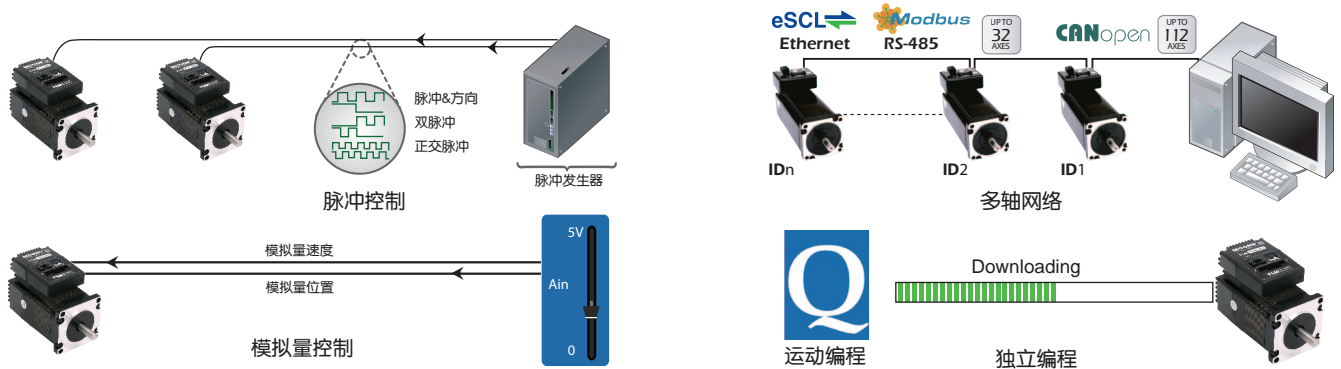 脉冲&方向
双脉冲
正交脉冲
脉冲发生器
脉冲控制
eSCL
Ethernet
Modbus
RS-485
UP TO
32
AXES
CANopen
UP TO
112
AXES
IDn
ID2
ID1
多轴网络
模拟量速度
模拟量位置
5V
Ain
0
模拟量控制
Q
运动编程
Downloading
独立编程